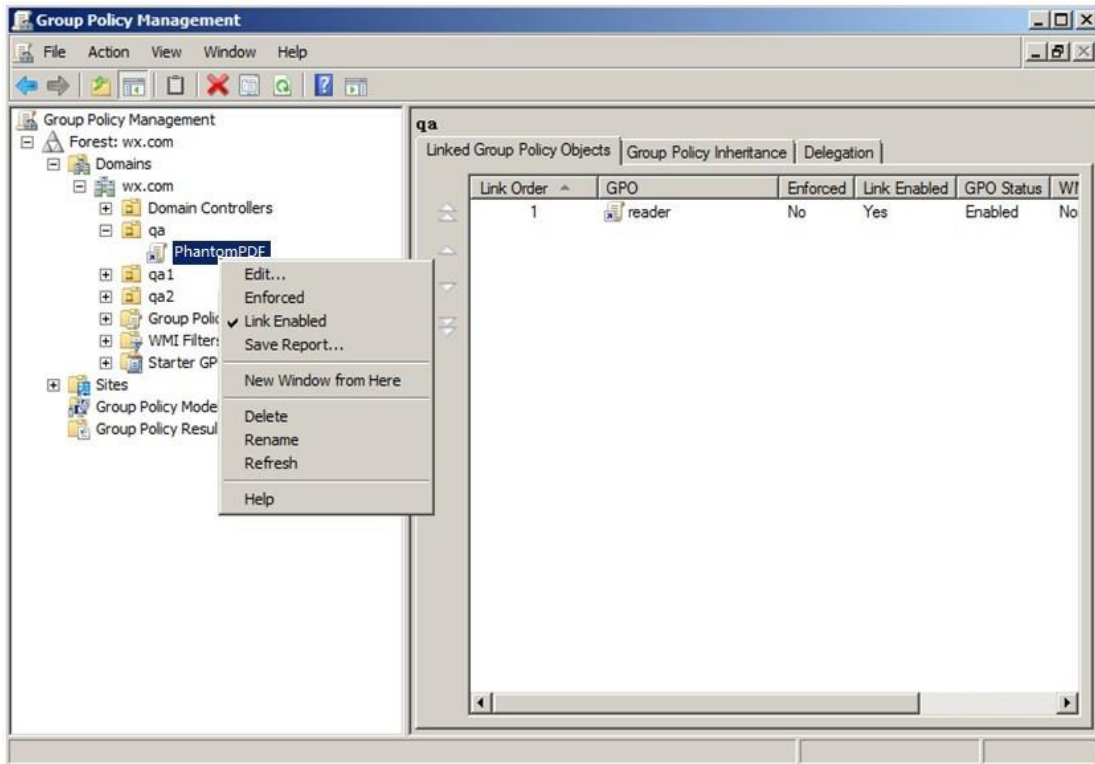 Group Policy Management
File Action View Window Help
Group Policy Management
Forest: wx.com
Domains
wx.com
Domain Controllers
qa
PhantomPDF
qa1
qa2
Group Polic
WMI Filter
Starter GP
Sites
Group Policy Mode
Group Policy Resul
Edit...
Enforced
Link Enabled
Save Report...
New Window from Here
Delete
Rename
Refresh
Help
qa
Linked Group Policy Objects Group Policy Inheritance Delegation
Link Order GPO Enforced Link Enabled GPO Status WM
1 reader No Yes Enabled No